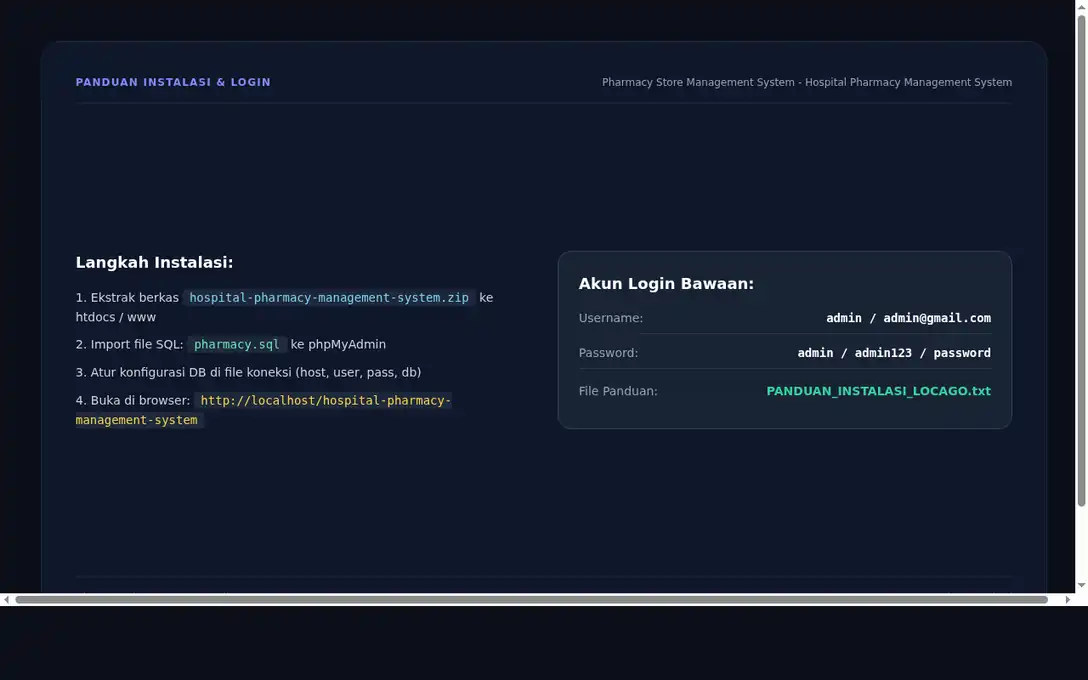 PANDUAN INSTALASI & LOGIN
Pharmacy Store Management System - Hospital Pharmacy Management System
Langkah Instalasi:
1. Ekstrak berkas hospital-pharmacy-management-system.zip ke
htdocs / www
2. Import file SQL: pharmacy.sql ke phpMyAdmin
3. Atur konfigurasi DB di file koneksi (host, user, pass, db)
4. Buka di browser: http://localhost/hospital-pharmacy-
management-system
Akun Login Bawaan:
Username: admin / admin@gmail.com
Password: admin / admin123 / password
File Panduan: PANDUAN_INSTALASI_LOCAGO.txt